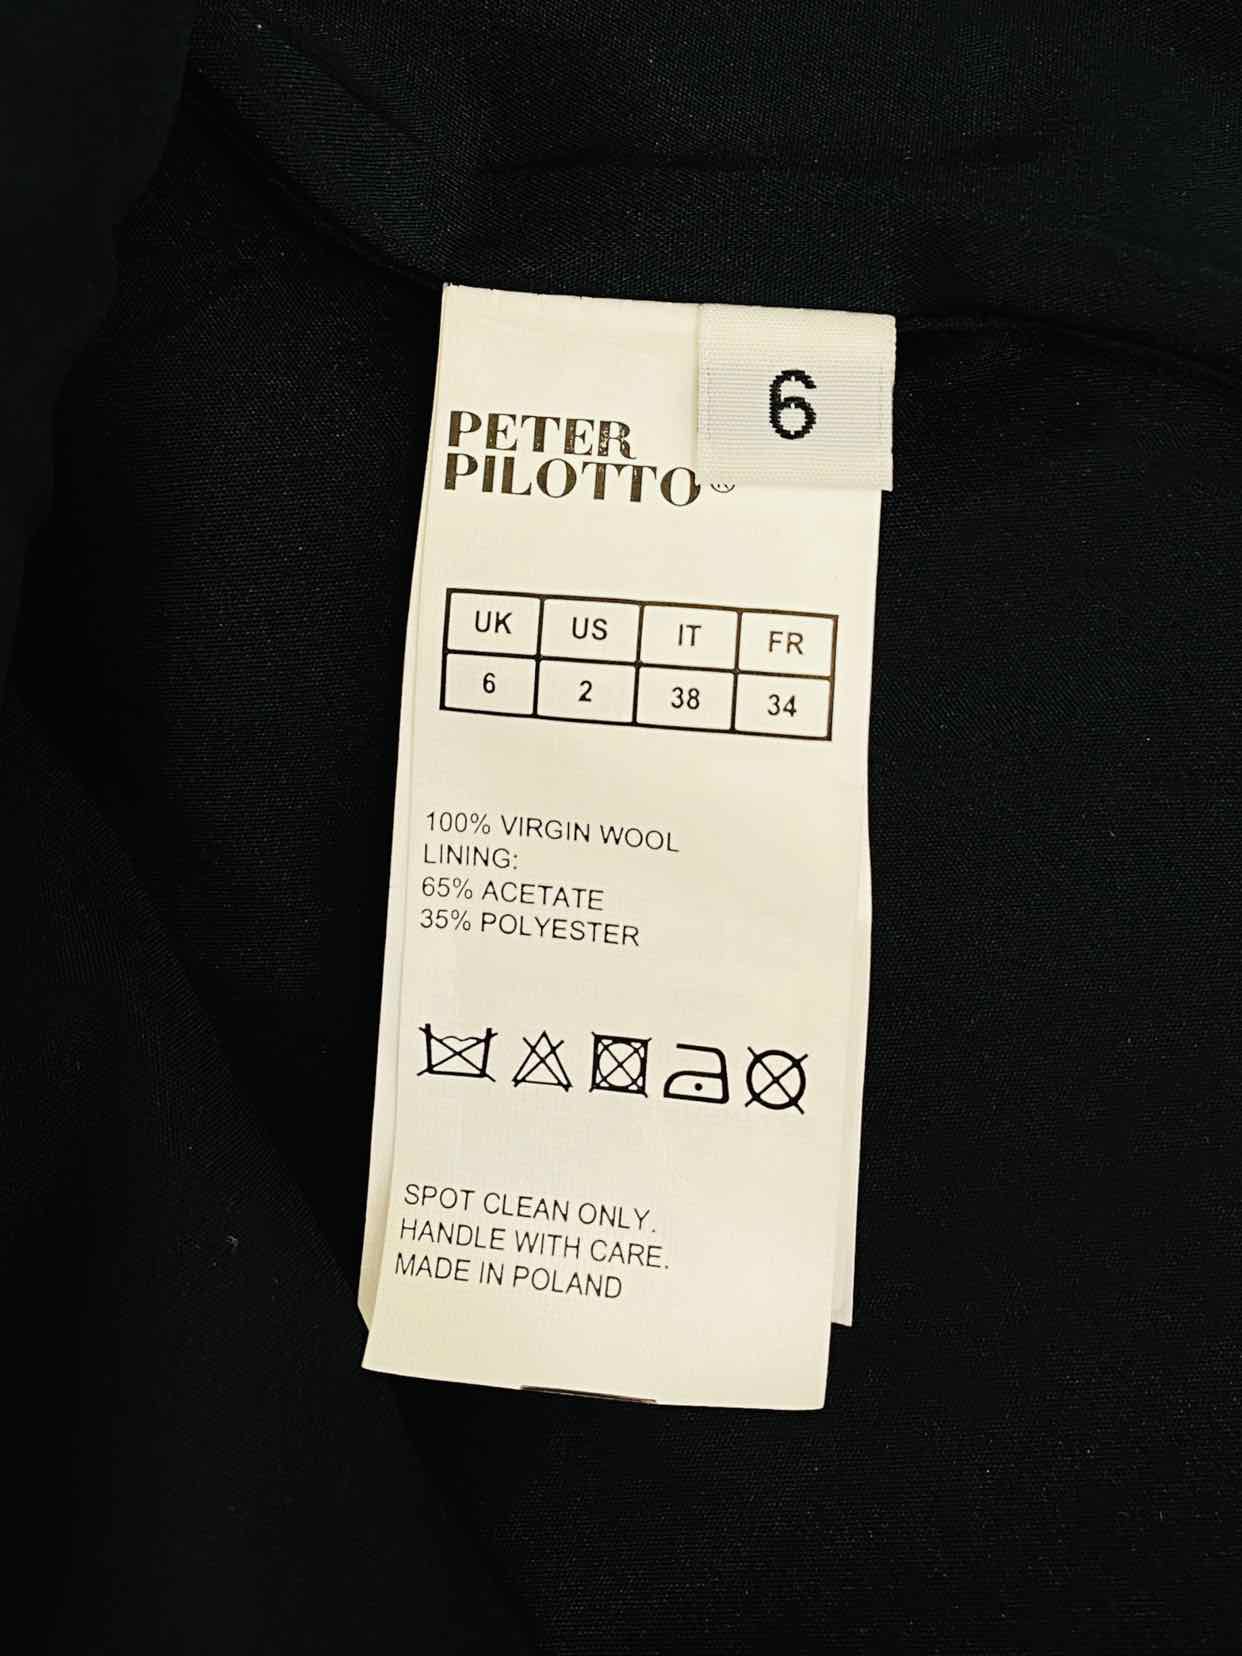 6
PETER
PILOTTO®
UK US IT FR
6 2 38 34
100% VIRGIN WOOL
LINING:
65% ACETATE
35% POLYESTER
SPOT CLEAN ONLY.
HANDLE WITH CARE.
MADE IN POLAND